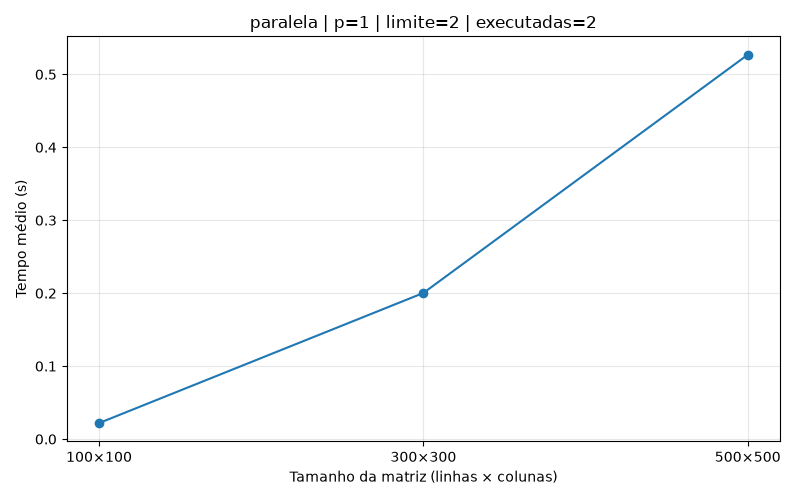 paralela | p=1 | limite=2 | executadas=2
Tempo médio (s)
0.5
0.4
0.3
0.2
0.1
0.0
100×100 300×300 500×500
Tamanho da matriz (linhas × colunas)